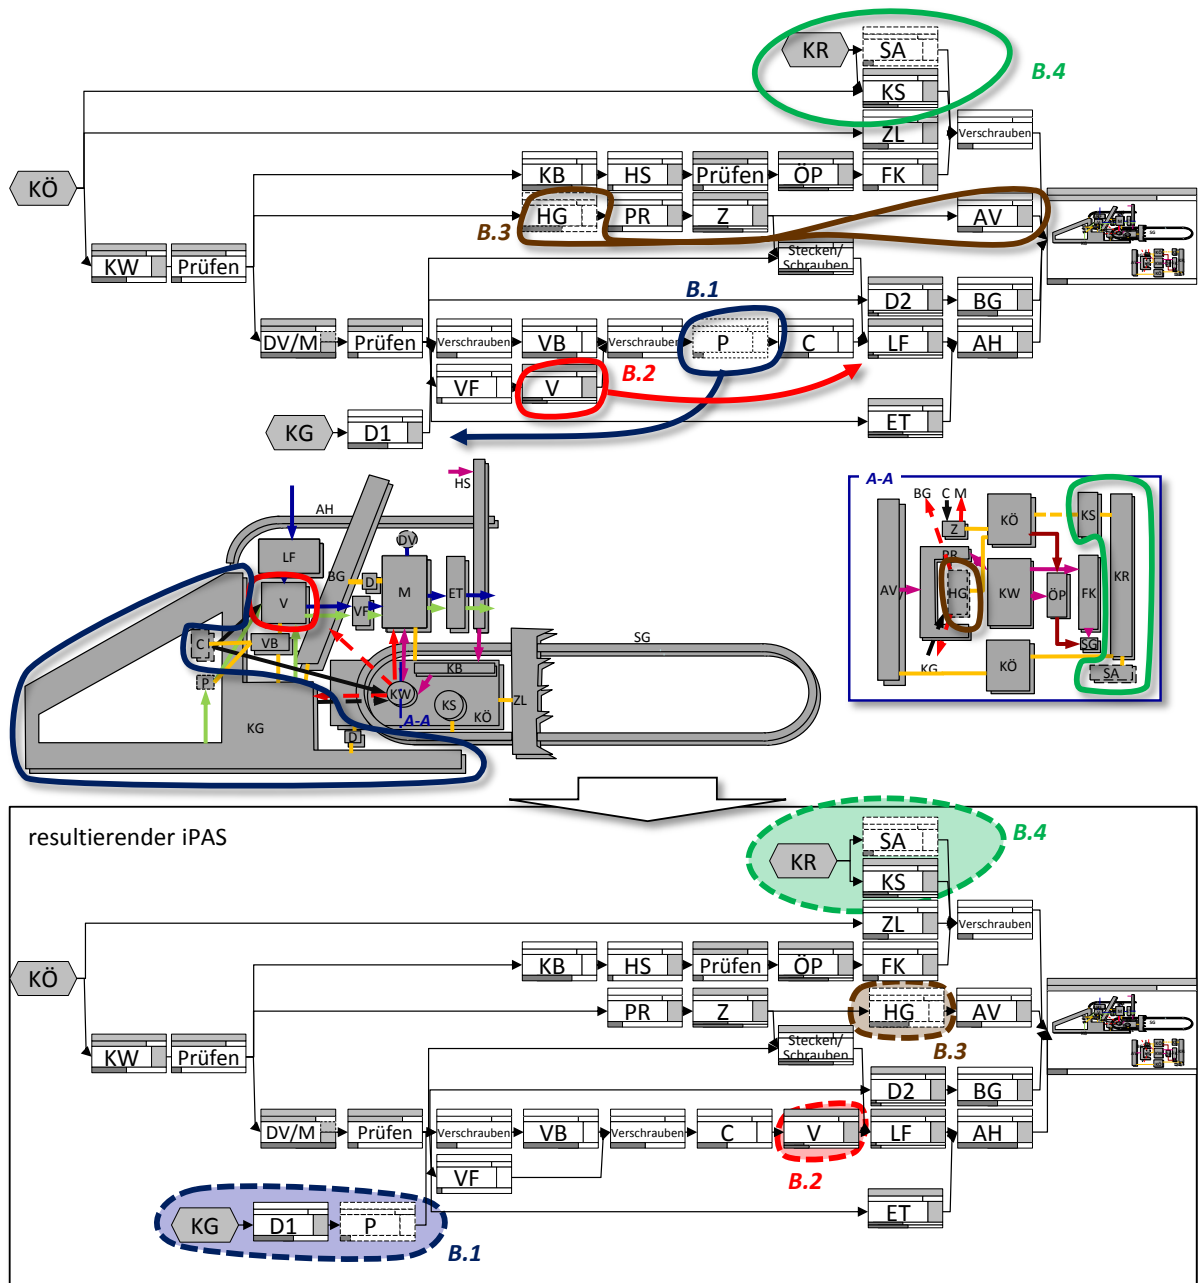 KR
SA
B.4
KS
ZL
Verschrauben
KÖ
KB
HS
Prüfen
ÖP
FK
HG
PR
Z
AV
B.3
KW
Prüfen
Stecken/
Schrauben
B.1
D2
BG
DV/M
Prüfen
Verschrauben
VB
Verschrauben
P
C
LF
AH
B.2
VF
V
KG
D1
ET
HS
AH
DV
LF
BG
D
M
ET
V
VF
C
VB
SG
P
KB
KW
KS
ZL
KÖ
A-A
KG
D
A-A
BG
C
M
Z
KÖ
KS
PR
KR
AV
HG
KW
ÖP
FK
KG
SG
KÖ
SA
resultierender iPAS
B.4
SA
KR
KS
ZL
Verschrauben
KÖ
KB
HS
Prüfen
ÖP
FK
PR
Z
HG
AV
B.3
KW
Prüfen
Stecken/
Schrauben
D2
BG
DV/M
Prüfen
Verschrauben
VB
Verschrauben
C
V
LF
AH
B.2
VF
KG
D1
P
ET
B.1